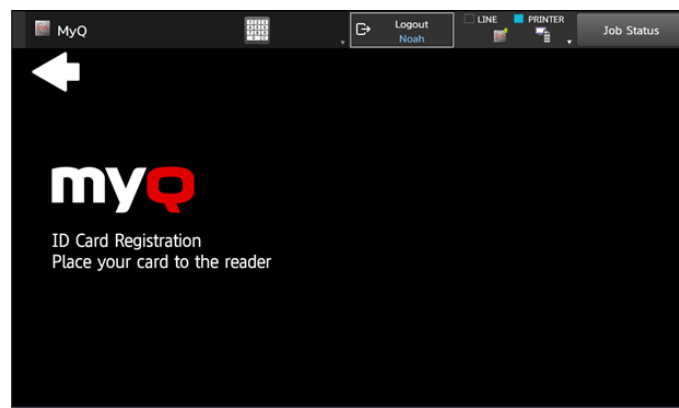 MyQ
Logout
Noah
LINE
PRINTER
Job Status
myQ
ID Card Registration
Place your card to the reader